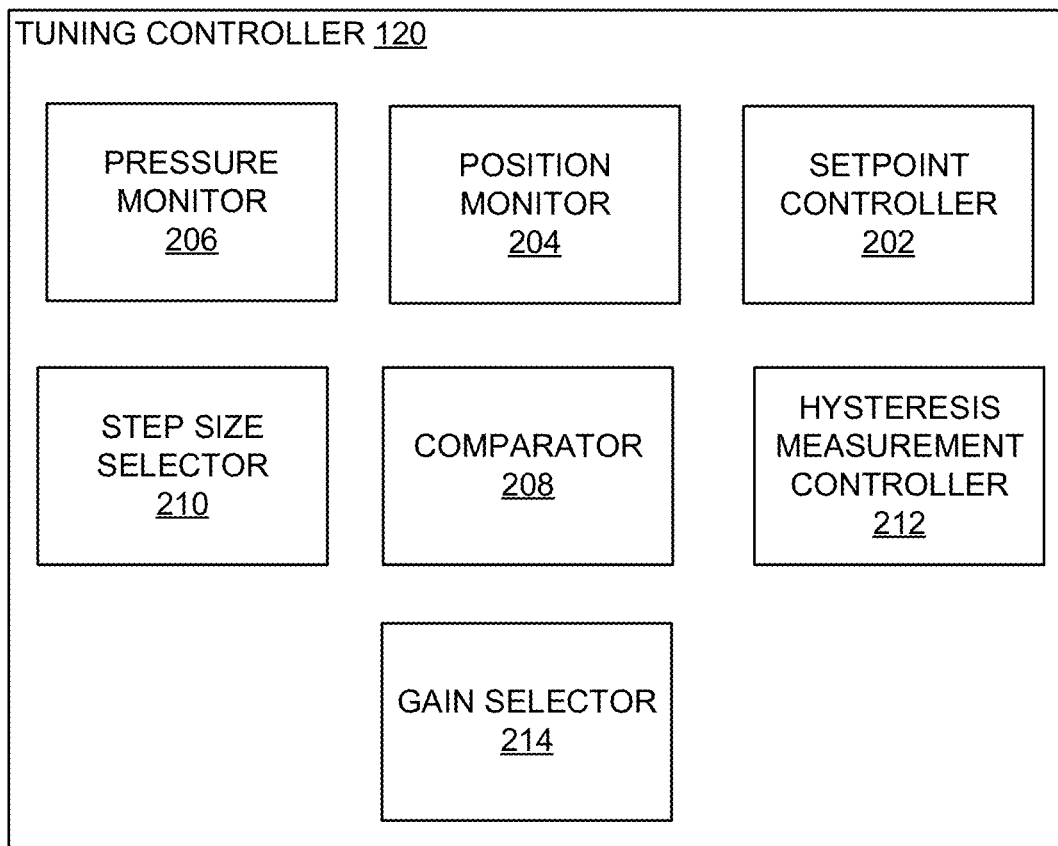 TUNING CONTROLLER 120
PRESSURE
MONITOR
206
POSITION
MONITOR
204
SETPOINT
CONTROLLER
202
STEP SIZE
SELECTOR
210
COMPARATOR
208
HYSTERESIS
MEASUREMENT
CONTROLLER
212
GAIN SELECTOR
214